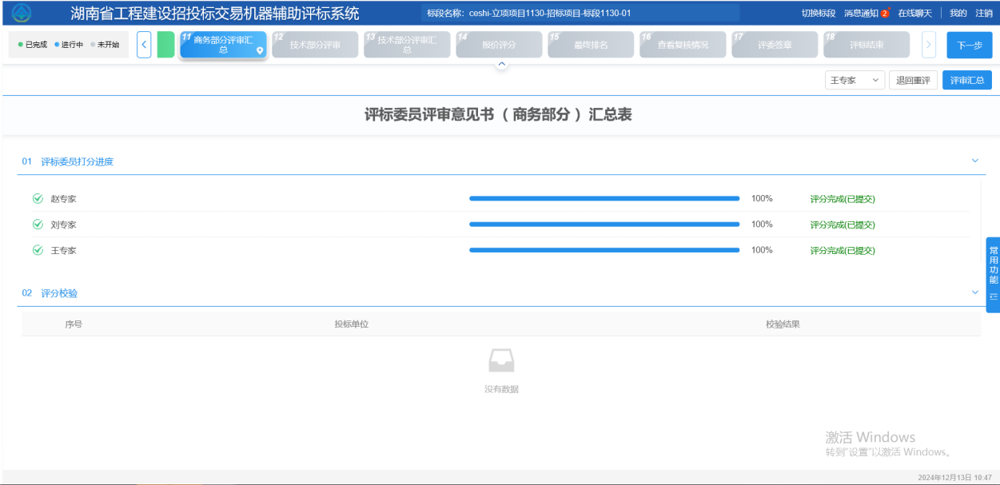 湖南省工程建设招投标交易机器辅助评标系统
标段名称：ceshi-立项项目1130-招标项目-标段1130-01
切换标段 消息通知 2 在线聊天 我的 注销
已完成 进行中 未开始
11 商务部分评审汇总
12 技术部分评审
13 技术部分评审汇总
14 报价评分
15 最终排名
16 查看复核情况
17 评委签章
18 评标结束
下一步
王专家 退回重评 评审汇总
评标委员评审意见书（商务部分）汇总表
01 评标委员打分进度
赵专家 100% 评分完成(已提交)
刘专家 100% 评分完成(已提交)
王专家 100% 评分完成(已提交)
常用功能
02 评分校验
序号 投标单位 校验结果
没有数据
激活 Windows
转到"设置"以激活 Windows。
2024年12月13日 10:47